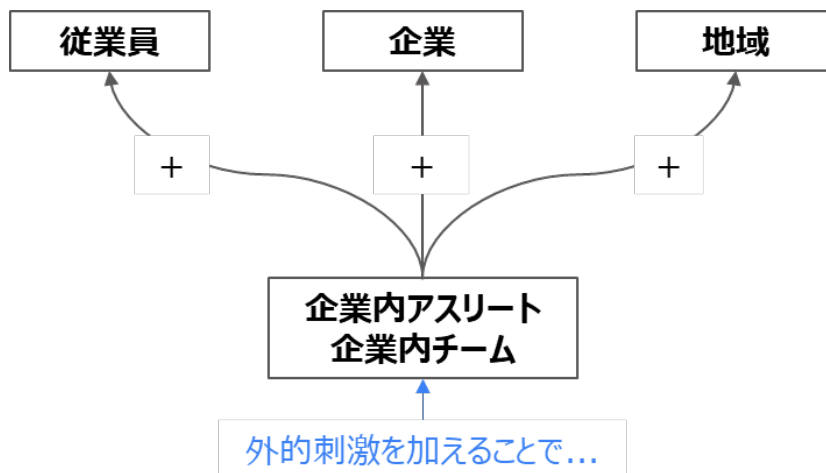 従業員
企業
地域
+
+
+
企業内アスリート
企業内チーム
外的刺激を加えることで...